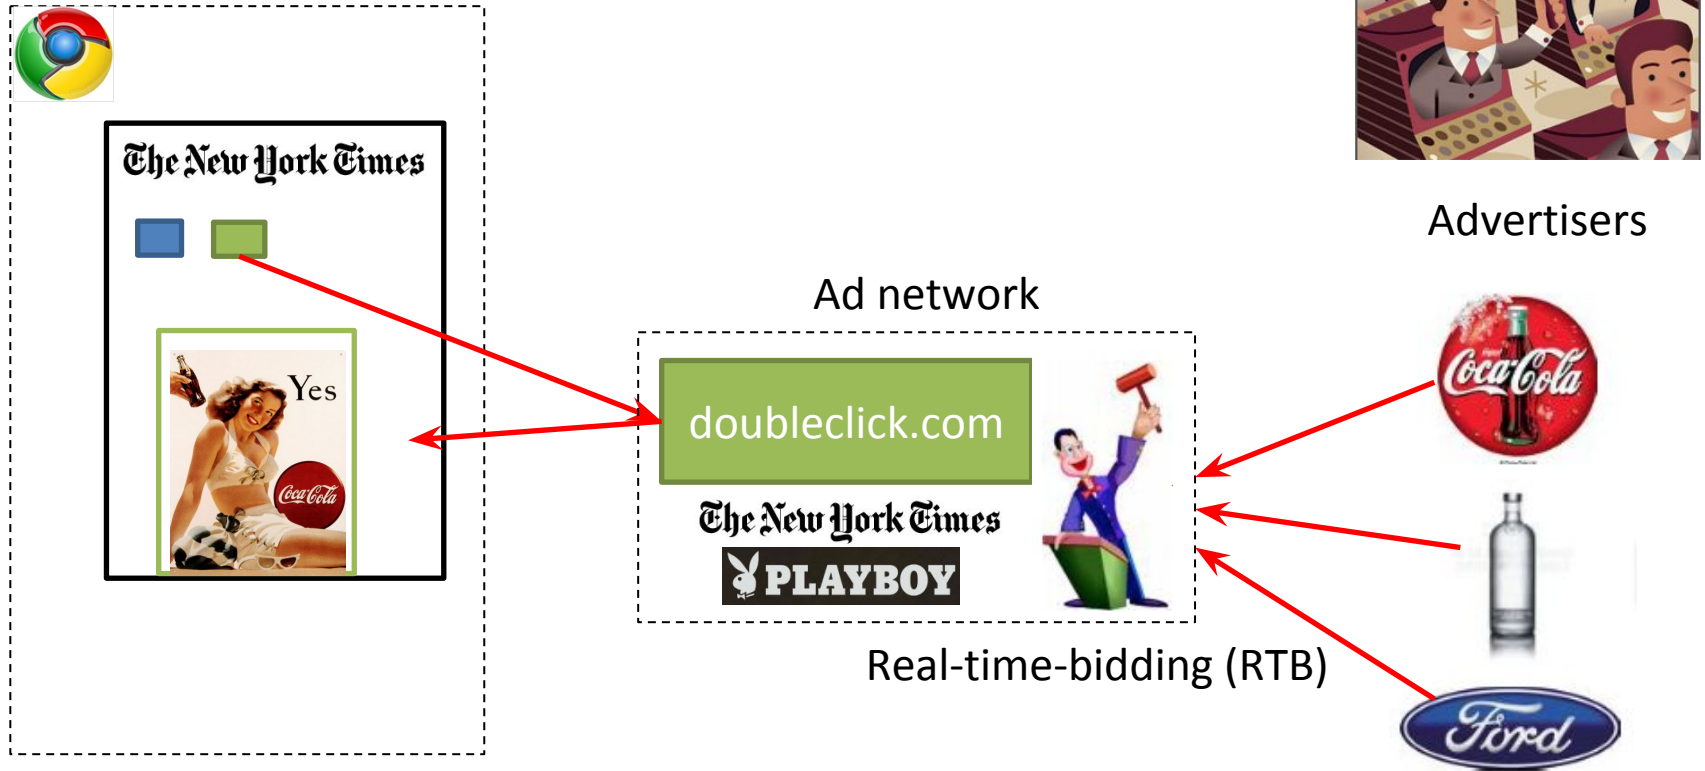 The New York Times
Yes
Coca-Cola
Ad network
doubleclick.com
The New York Times
PLAYBOY
Real-time-bidding (RTB)
Advertisers
Coca-Cola
Ford